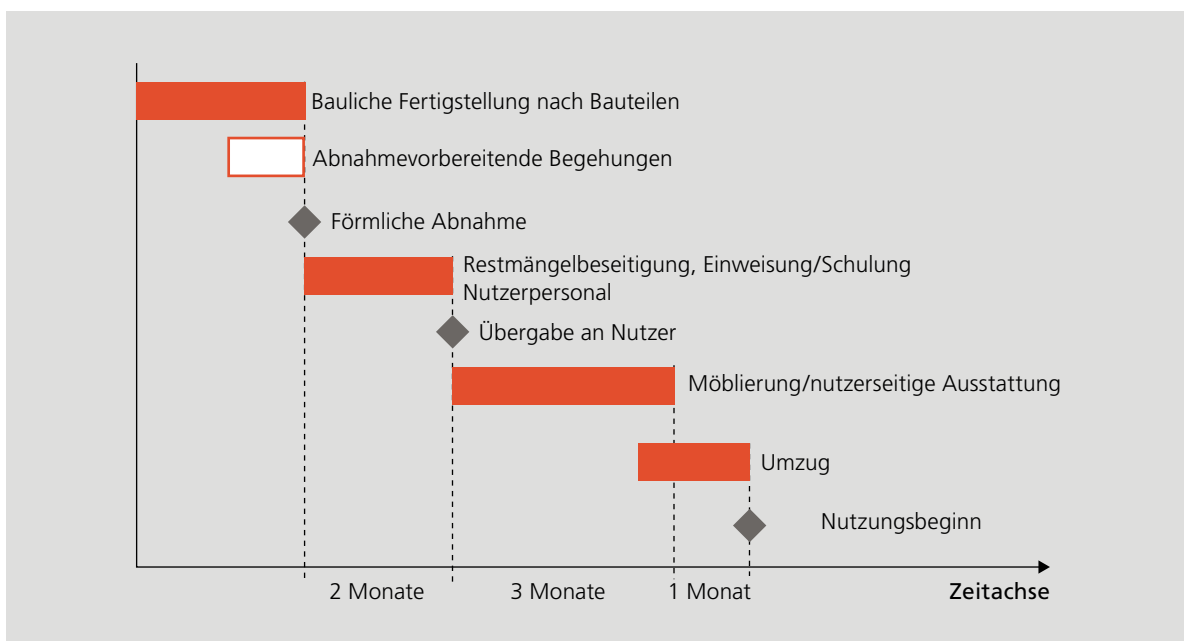 Bauliche Fertigstellung nach Bauteilen
Abnahmevorbereitende Begehungen
Förmliche Abnahme
Restmängelbeseitigung, Einweisung/Schulung
Nutzerpersonal
Übergabe an Nutzer
Möblierung/nutzerseitige Ausstattung
Umzug
Nutzungsbeginn
2 Monate
3 Monate
1 Monat
Zeitachse